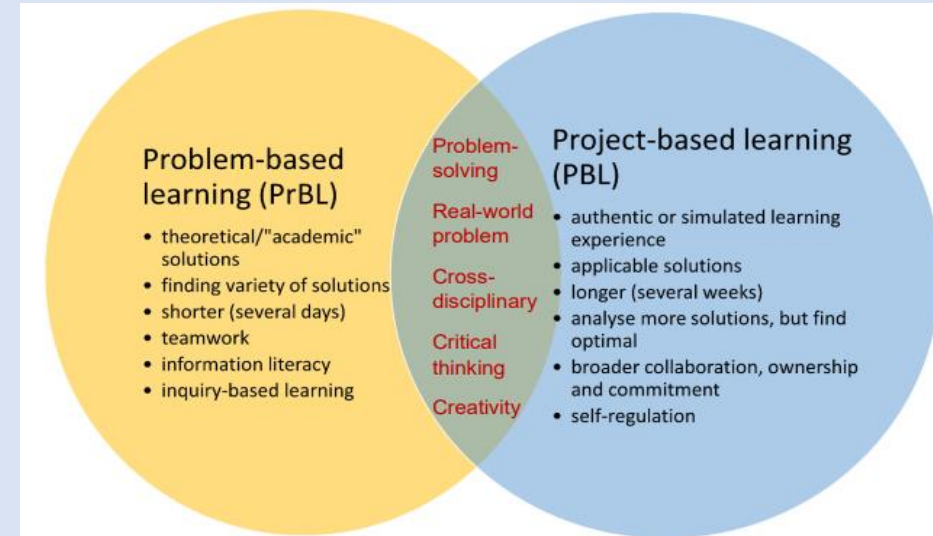 Problem-based
learning (PrBL)
• theoretical/"academic"
solutions
• finding variety of solutions
• shorter (several days)
• teamwork
• information literacy
• inquiry-based learning
Problem-
solving
Real-world
problem
Cross-
disciplinary
Critical
thinking
Creativity
Project-based learning
(PBL)
• authentic or simulated learning
experience
• applicable solutions
• longer (several weeks)
• analyse more solutions, but find
optimal
• broader collaboration, ownership
and commitment
• self-regulation